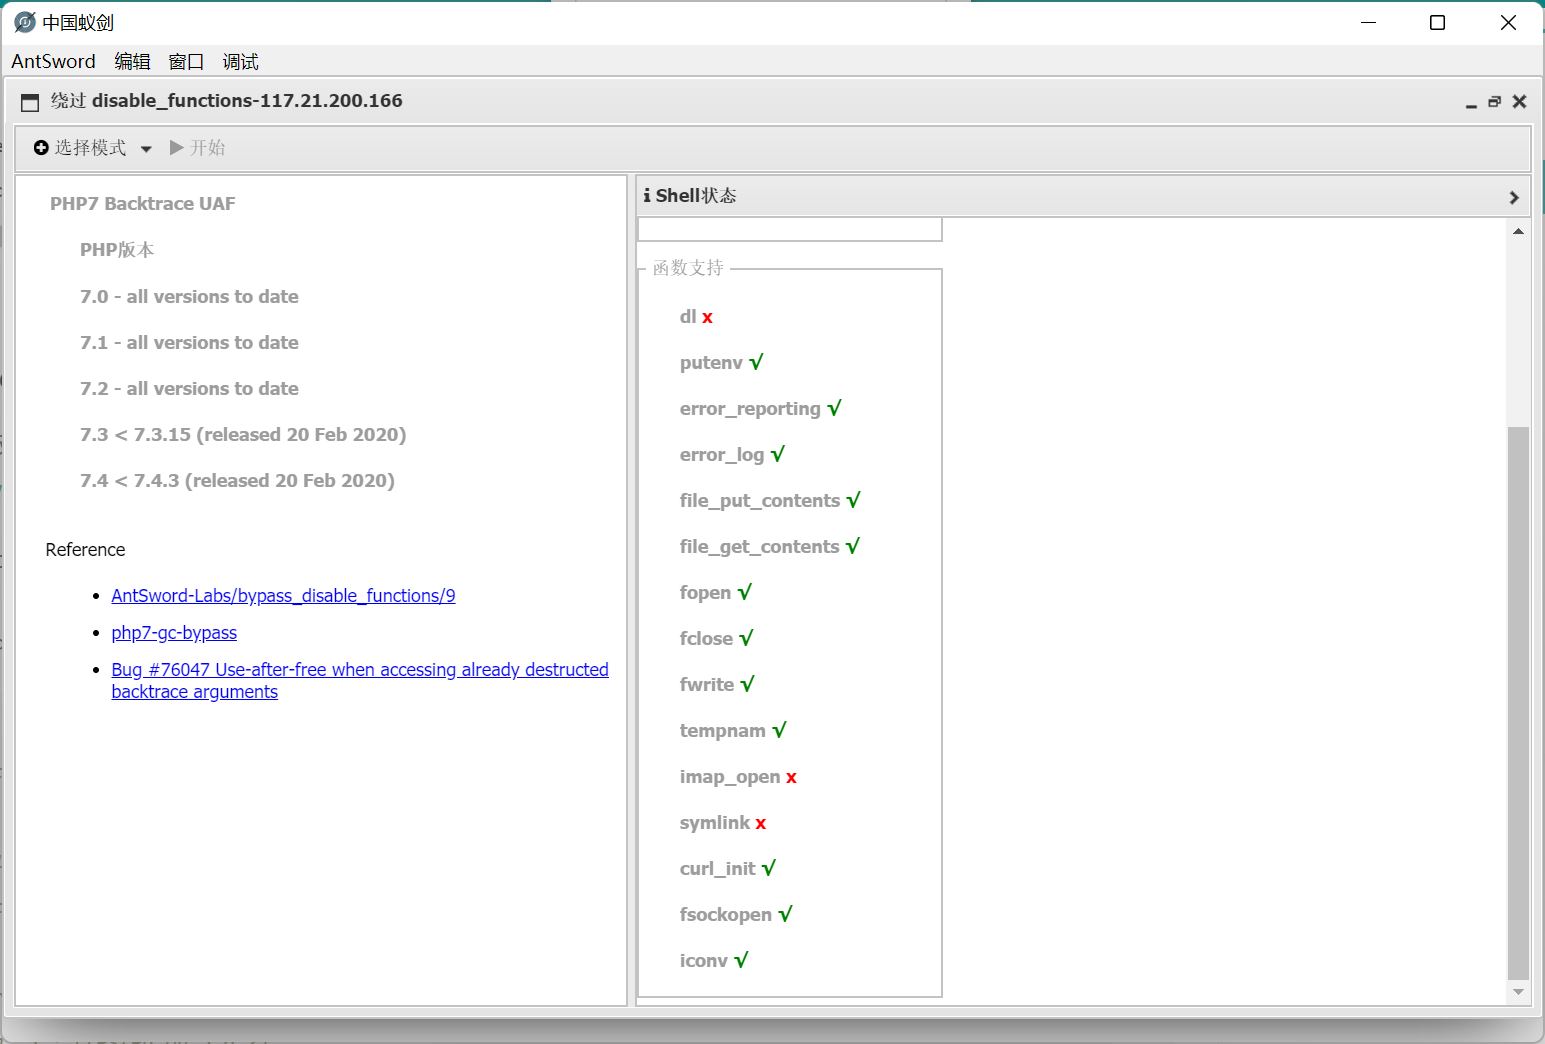 中国蚁剑
AntSword 编辑 窗口 调试
绕过 disable_functions-117.21.200.166
选择模式 开始
PHP7 Backtrace UAF
PHP版本
7.0 - all versions to date
7.1 - all versions to date
7.2 - all versions to date
7.3 < 7.3.15 (released 20 Feb 2020)
7.4 < 7.4.3 (released 20 Feb 2020)
Reference
AntSword-Labs/bypass_disable_functions/9
php7-gc-bypass
Bug #76047 Use-after-free when accessing already destructed
backtrace arguments
Shell状态
函数支持
dl x
putenv √
error_reporting √
error_log √
file_put_contents √
file_get_contents √
fopen √
fclose √
fwrite √
tempnam √
imap_open x
symlink x
curl_init √
fsockopen √
iconv √